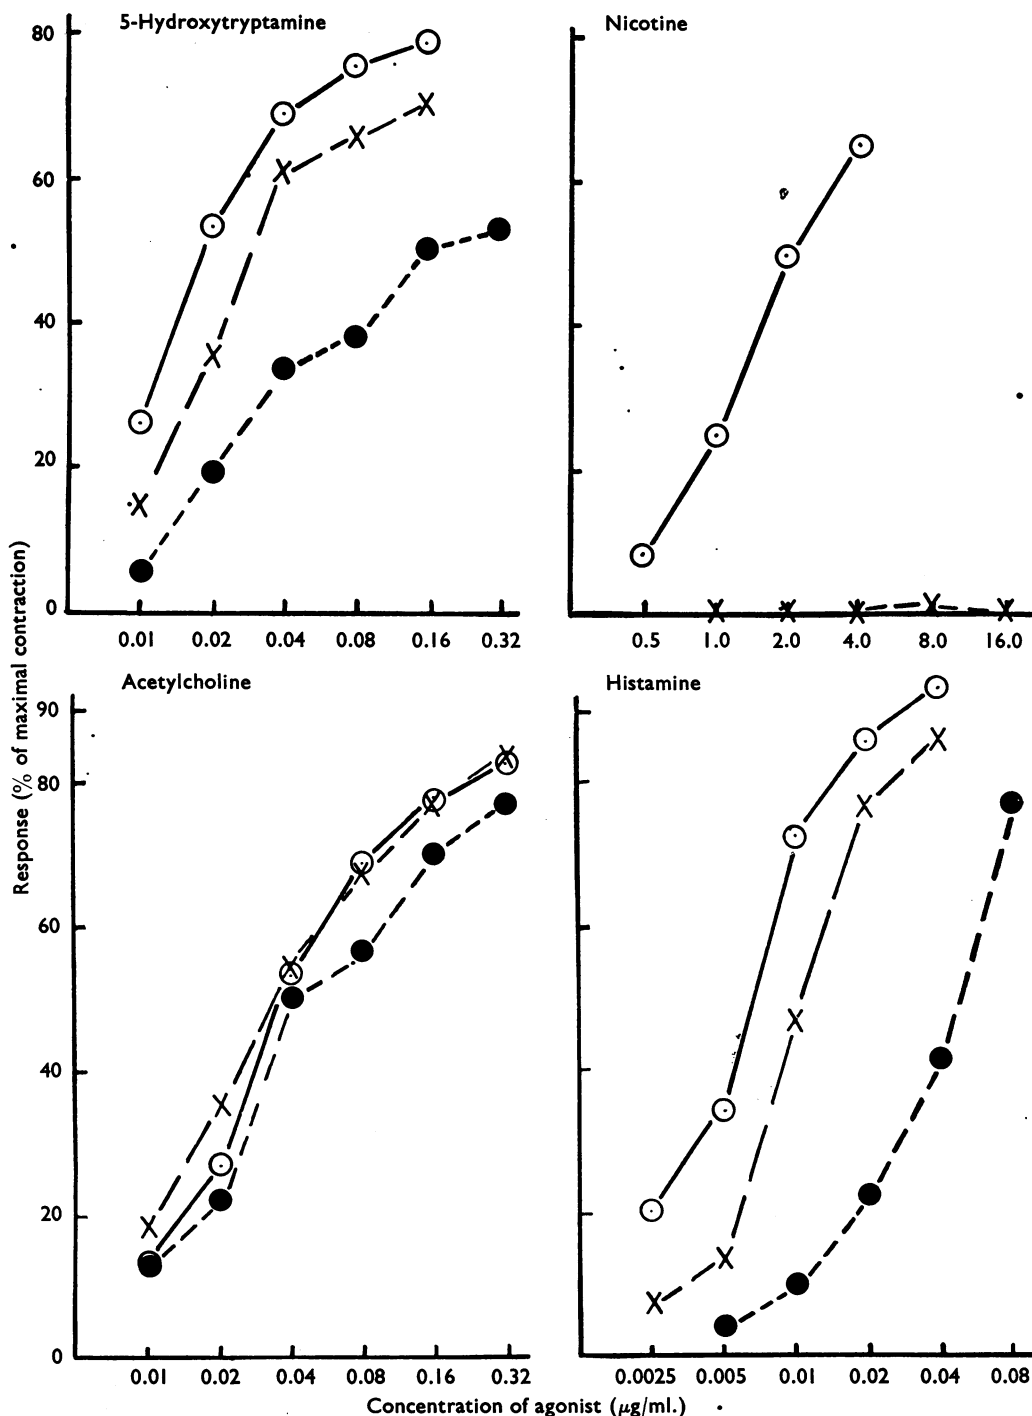 5-Hydroxytryptamine
Nicotine
80
60
40
20
0
0.01 0.02 0.04 0.08 0.16 0.32
0.5 1.0 2.0 4.0 8.0 16.0
Response (% of maximal contraction)
Acetylcholine
Histamine
90
80
60
40
20
0
0.01 0.02 0.04 0.08 0.16 0.32
0.0025 0.005 0.01 0.02 0.04 0.08
Concentration of agonist (μg/ml.)